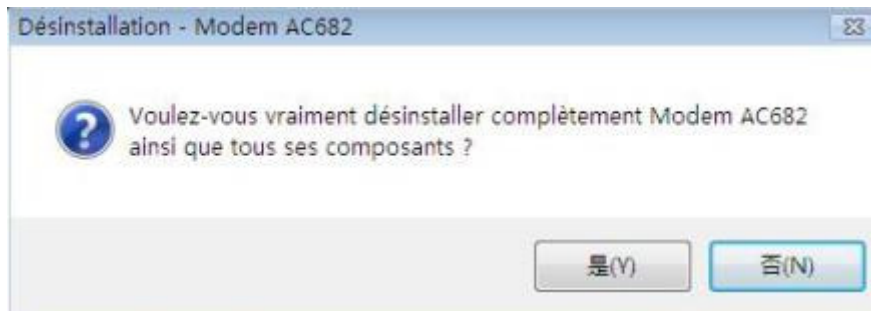 Désinstallation - Modem AC682
Voulez-vous vraiment désinstaller complètement Modem AC682
ainsi que tous ses composants ?
是(Y)
否(N)